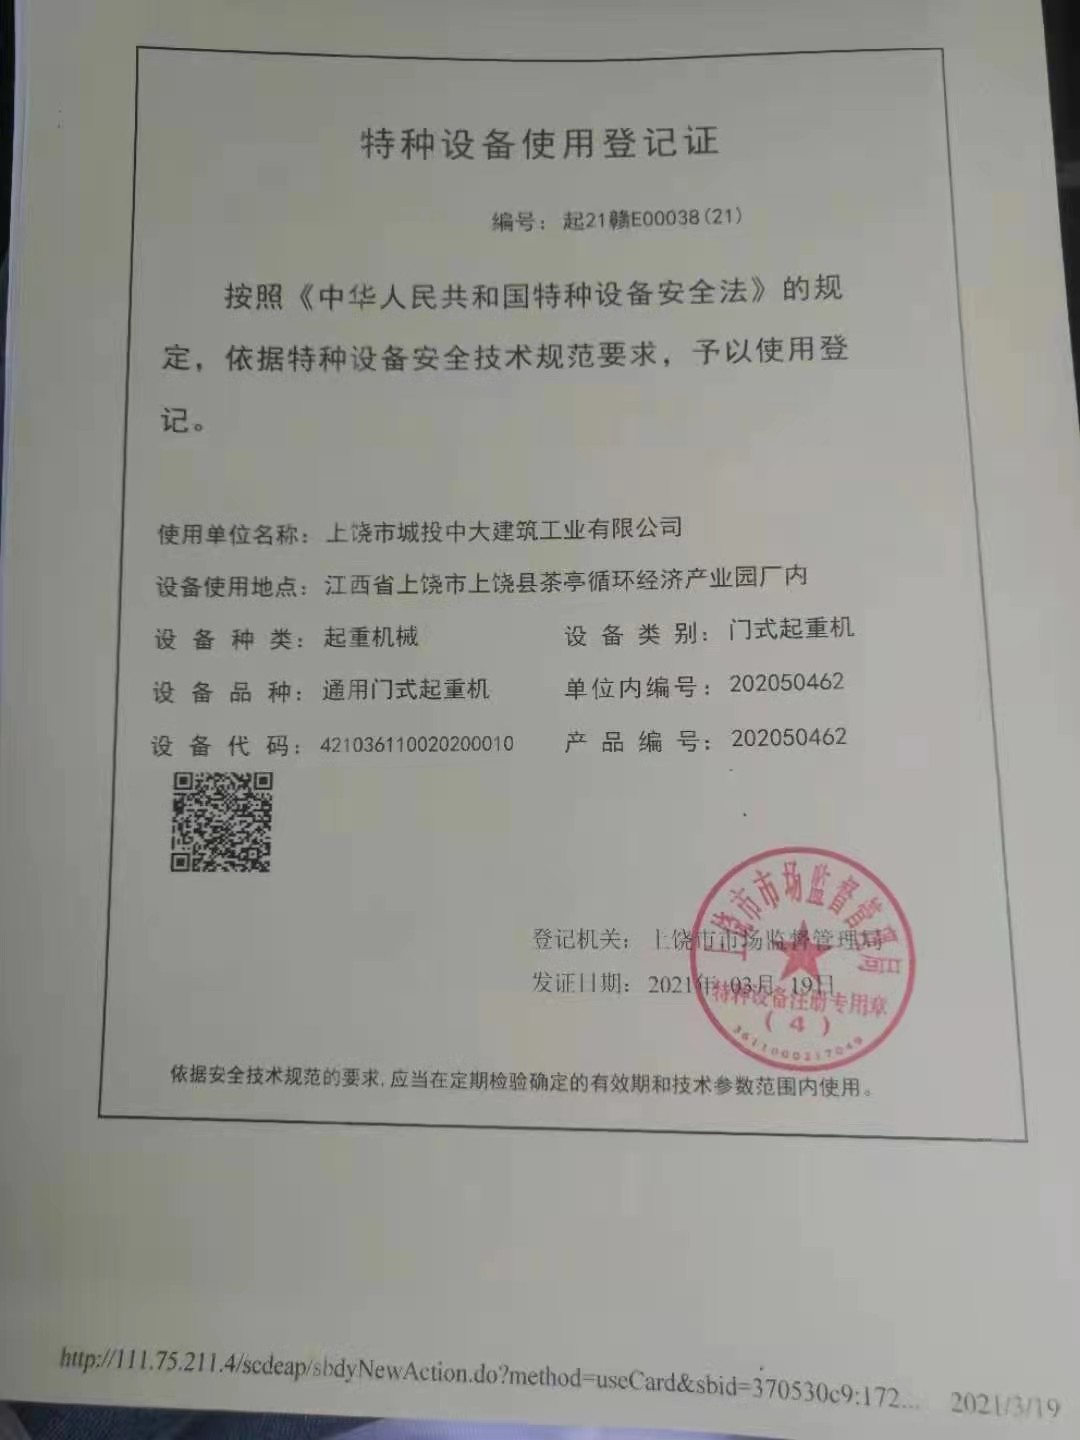 特种设备使用登记证
编号：起21赣E00038(21)
按照《中华人民共和国特种设备安全法》的规
定，依据特种设备安全技术规范要求，予以使用登
记。
使用单位名称：上饶市城投中大建筑工业有限公司
设备使用地点：江西省上饶市上饶县茶亭循环经济产业园厂内
设备种类：起重机械 设备类别：门式起重机
设备品种：通用门式起重机 单位内编号：202050462
设备代码：421036110020200010 产品编号：202050462
上饶市市场监督管理局
登记机关：上饶市市场监督管理局
发证日期：2021年 03月 19日
特种设备注册专用章
(4)
3611000217049
依据安全技术规范的要求,应当在定期检验确定的有效期和技术参数范围内使用。
http://111.75.211.4/scdeap/sbdyNewAction.do?method=useCard&sbid=370530c9:172... 2021/3/19